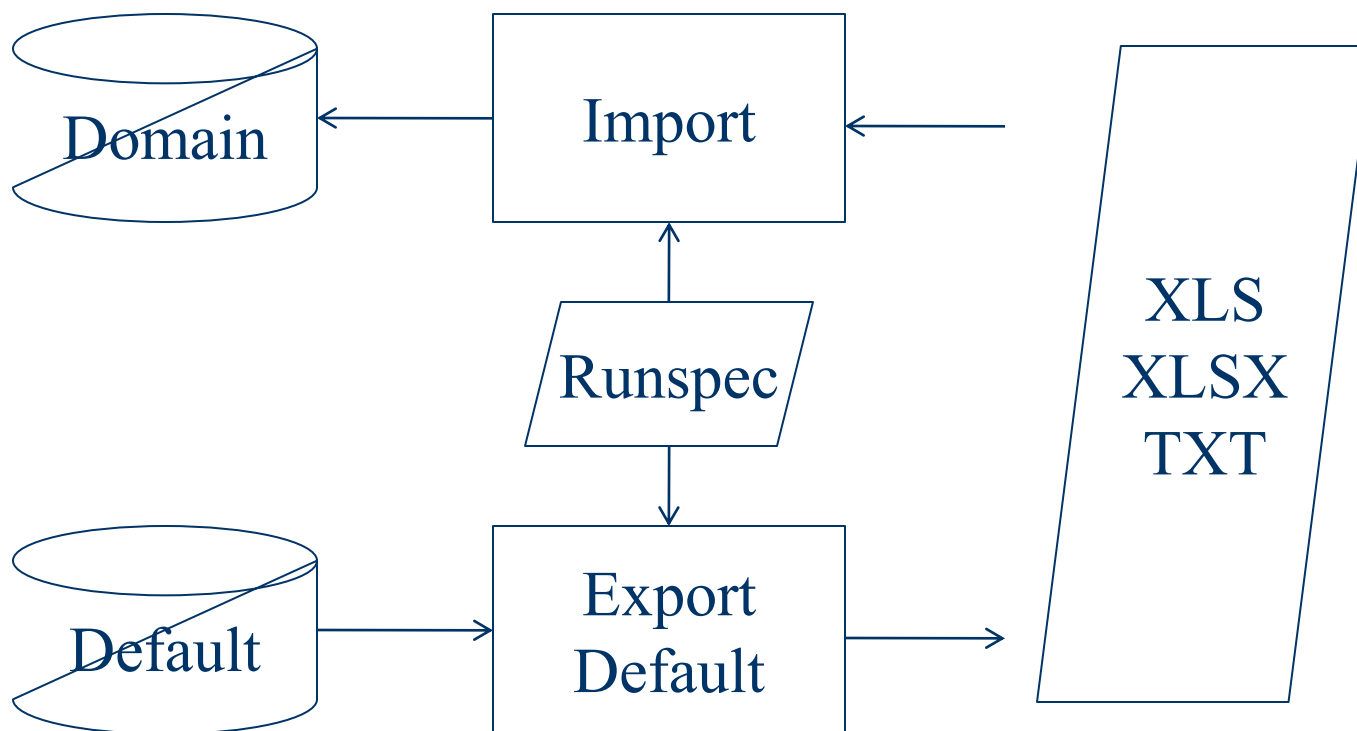 Domain
Import
XLS
XLSX
TXT
Runspec
Default
Export
Default